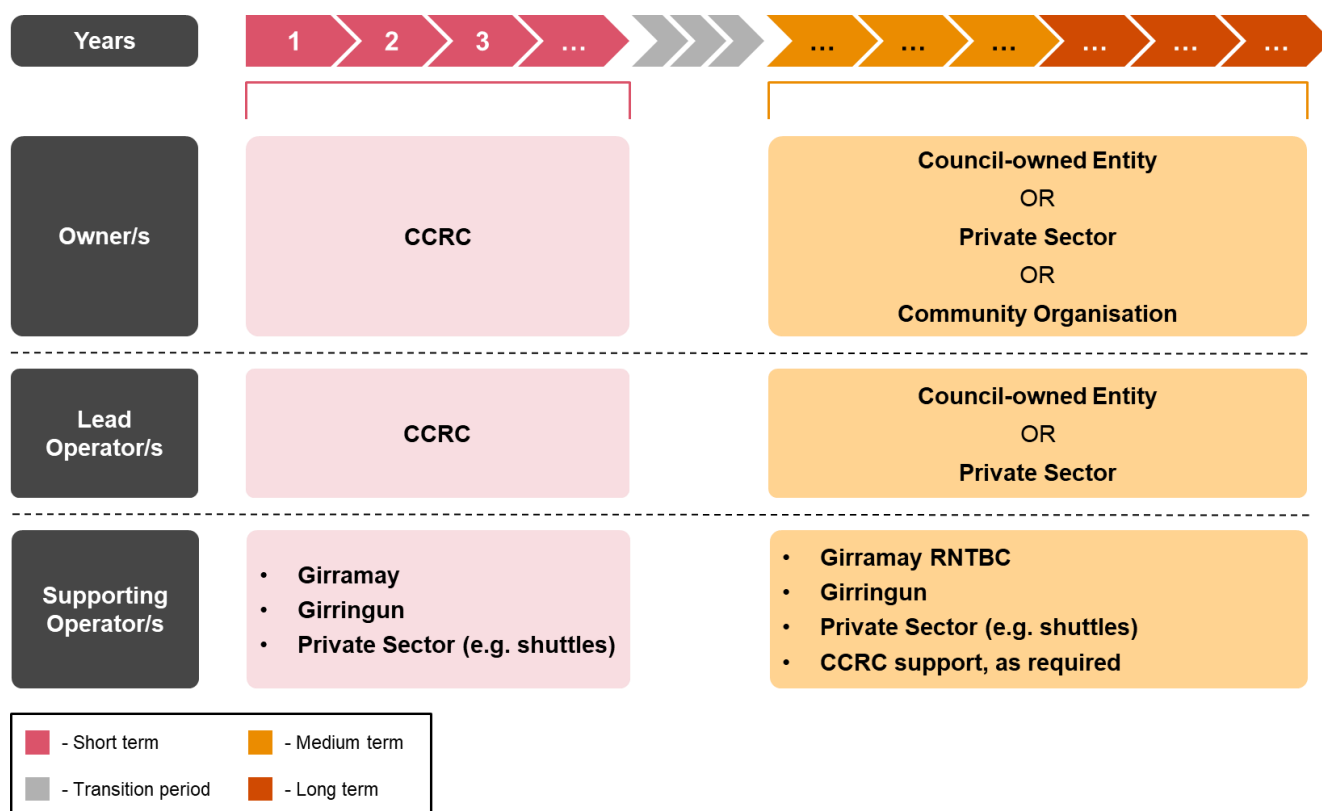 Years
1 2 3 ... ... ... ... ... ... ...
Owner/s
CCRC
Council-owned Entity
OR
Private Sector
OR
Community Organisation
Lead
Operator/s
CCRC
Council-owned Entity
OR
Private Sector
Supporting
Operator/s
• Girramay
• Girringun
• Private Sector (e.g. shuttles)
• Girramay RNTBC
• Girringun
• Private Sector (e.g. shuttles)
• CCRC support, as required
- Short term
- Medium term
- Transition period
- Long term